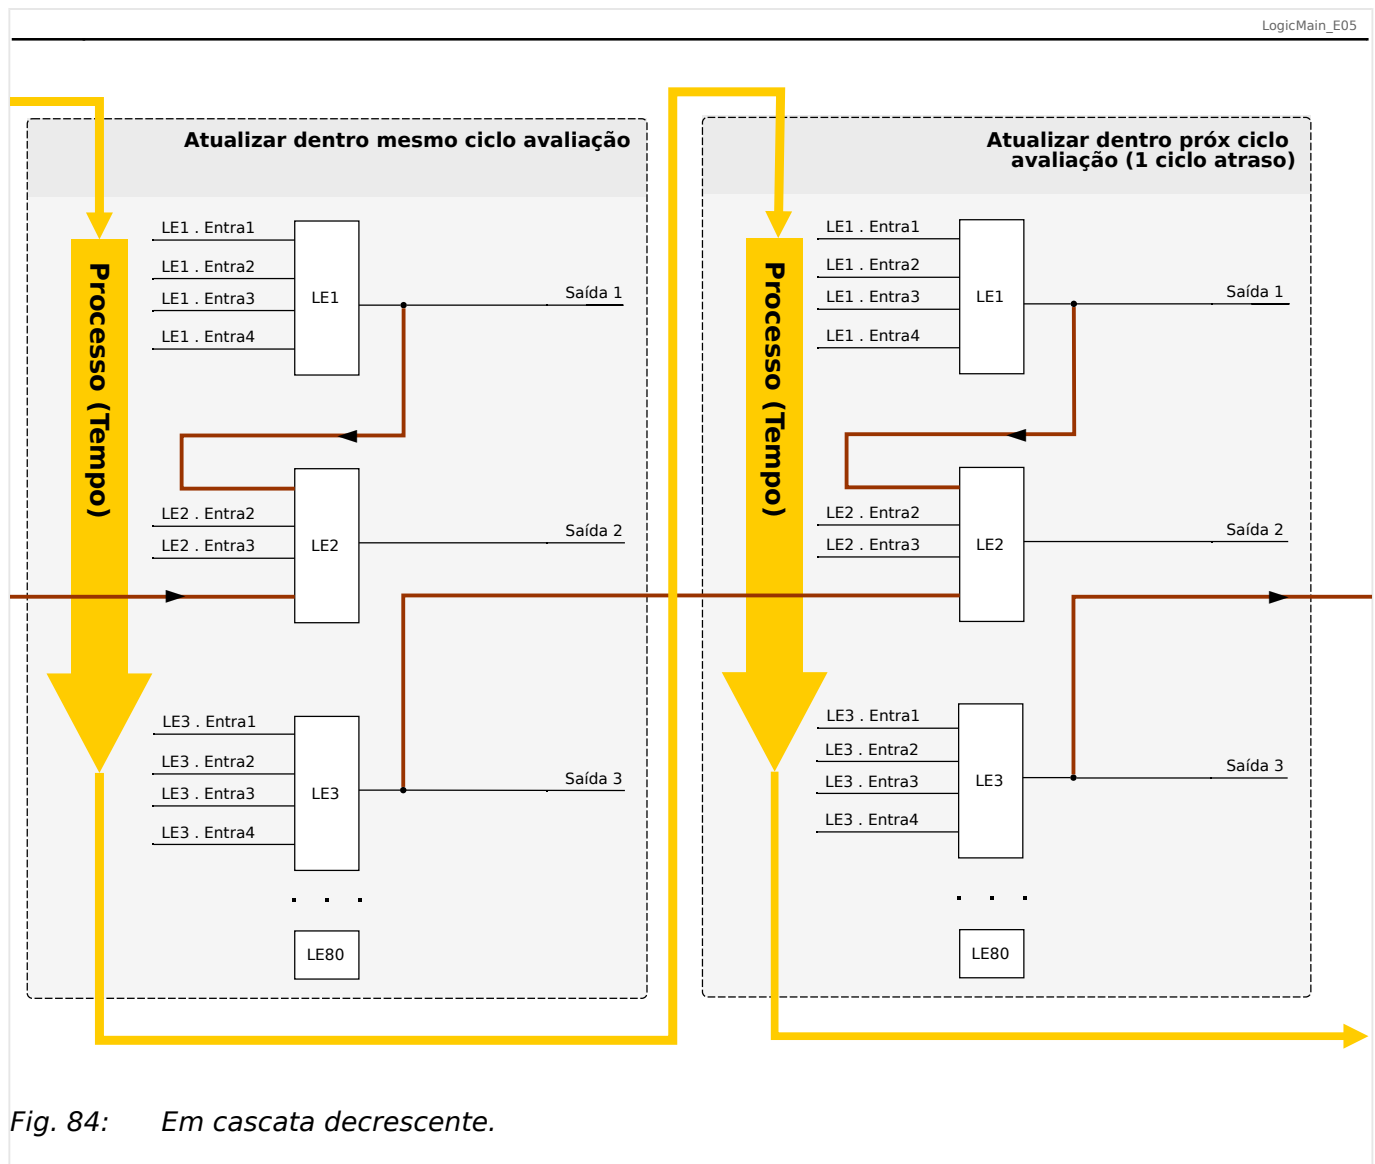 LogicMain_E05
Atualizar dentro mesmo ciclo avaliação
Processo (Tempo)
LE1 . Entra1
LE1 . Entra2
LE1 . Entra3
LE1 . Entra4
LE1
Saída 1
LE2 . Entra2
LE2 . Entra3
LE2
Saída 2
LE3 . Entra1
LE3 . Entra2
LE3 . Entra3
LE3 . Entra4
LE3
Saída 3
. . .
LE80
Atualizar dentro próx ciclo
avaliação (1 ciclo atraso)
Processo (Tempo)
LE1 . Entra1
LE1 . Entra2
LE1 . Entra3
LE1 . Entra4
LE1
Saída 1
LE2 . Entra2
LE2 . Entra3
LE2
Saída 2
LE3 . Entra1
LE3 . Entra2
LE3 . Entra3
LE3 . Entra4
LE3
Saída 3
. . .
LE80
Fig. 84: Em cascata decrescente.